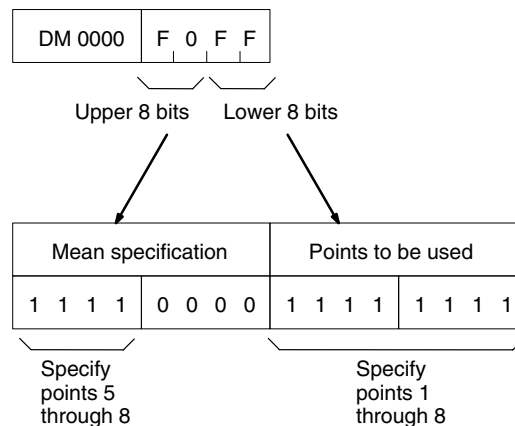 DM 0000 F 0 F F
Upper 8 bits Lower 8 bits
Mean specification Points to be used
1 1 1 1 0 0 0 0 1 1 1 1 1 1 1 1
Specify
points 5
through 8
Specify
points 1
through 8